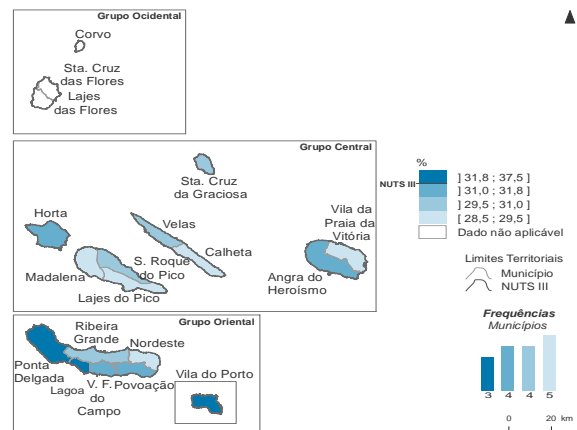 Grupo Ocidental
Corvo
Sta. Cruz
das Flores
Lajes
das Flores
Grupo Central
Sta. Cruz
da Graciosa
Horta
Velas
Vila da
Praia da
Vitória
Calheta
S. Roque
do Pico
Madalena
Angra do
Heroísmo
Lajes do Pico
%
NUTS III
] 31,8 ; 37,5 ]
] 31,0 ; 31,8 ]
] 29,5 ; 31,0 ]
[ 28,5 ; 29,5 ]
Dado não aplicável
Limites Territoriais
Município
NUTS III
Grupo Oriental
Ribeira
Grande
Nordeste
Ponta
Delgada
Lagoa
V. F.
do
Campo
Povoação
Vila do Porto
Frequências
Municípios
3 4 4 5
0 20 km